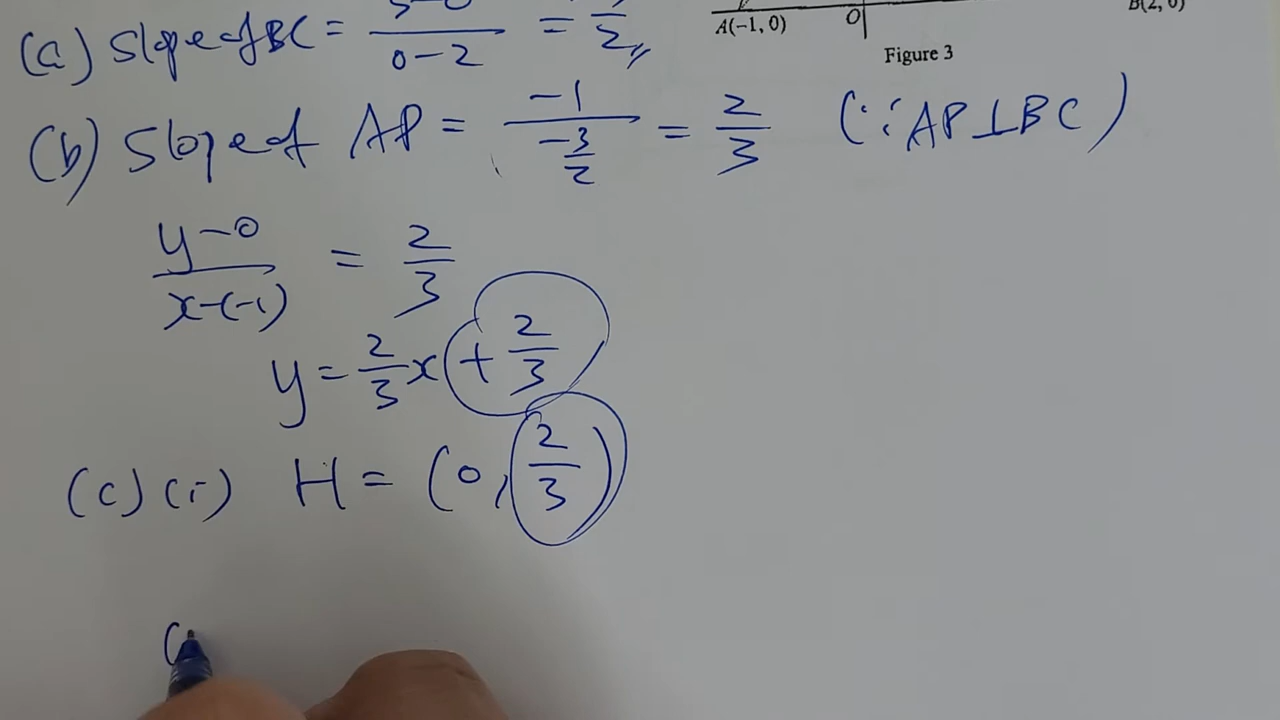 (a) Slope of BC = 3-0 / 0-2 = / 2
A(-1, 0) O B(2, 0)
Figure 3
(b) Slope of AP = -1 / -3/2 = 2/3 (∵ AP⊥BC)
y-0 / x-(-1) = 2/3
y = 2/3 x + 2/3
(c) (i) H = (0, 2/3)
(